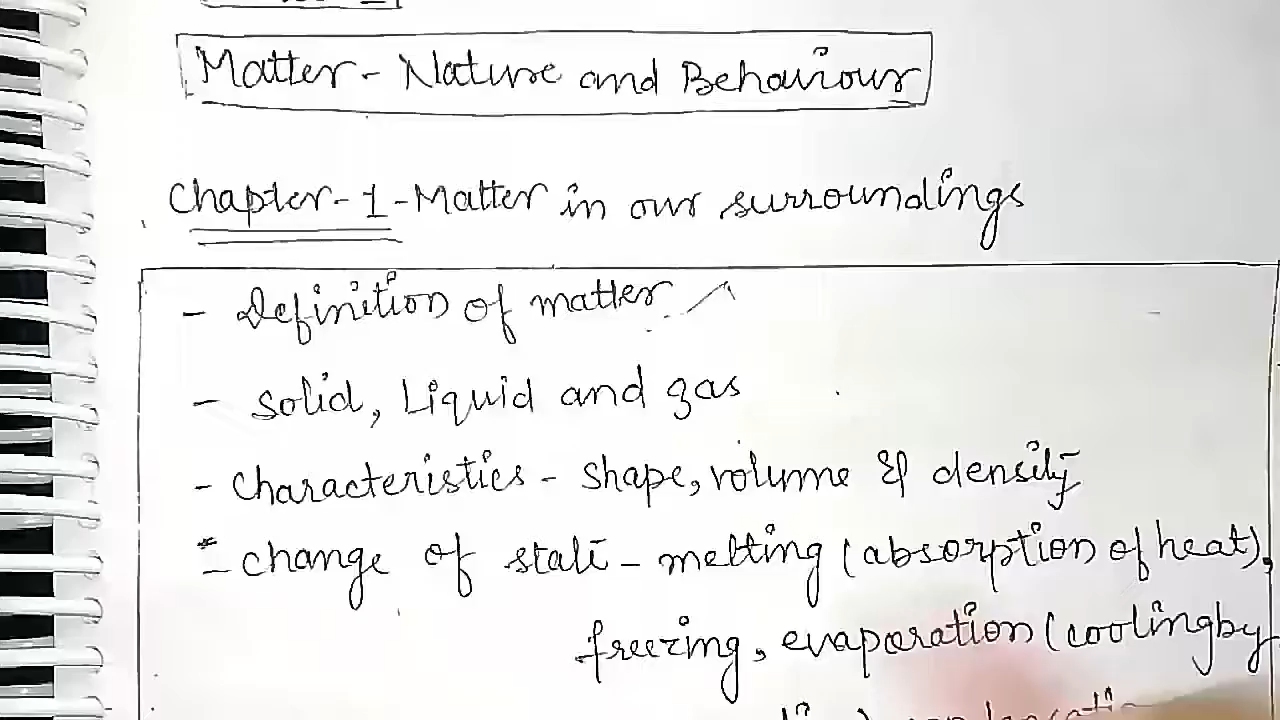 Matter - Nature and Behaviour
Chapter - 1 - Matter in our surroundings
- Definition of matter
- Solid, Liquid and gas
- Characteristics - shape, volume & density
- change of state - melting (absorption of heat),
freezing, evaporation (cooling by